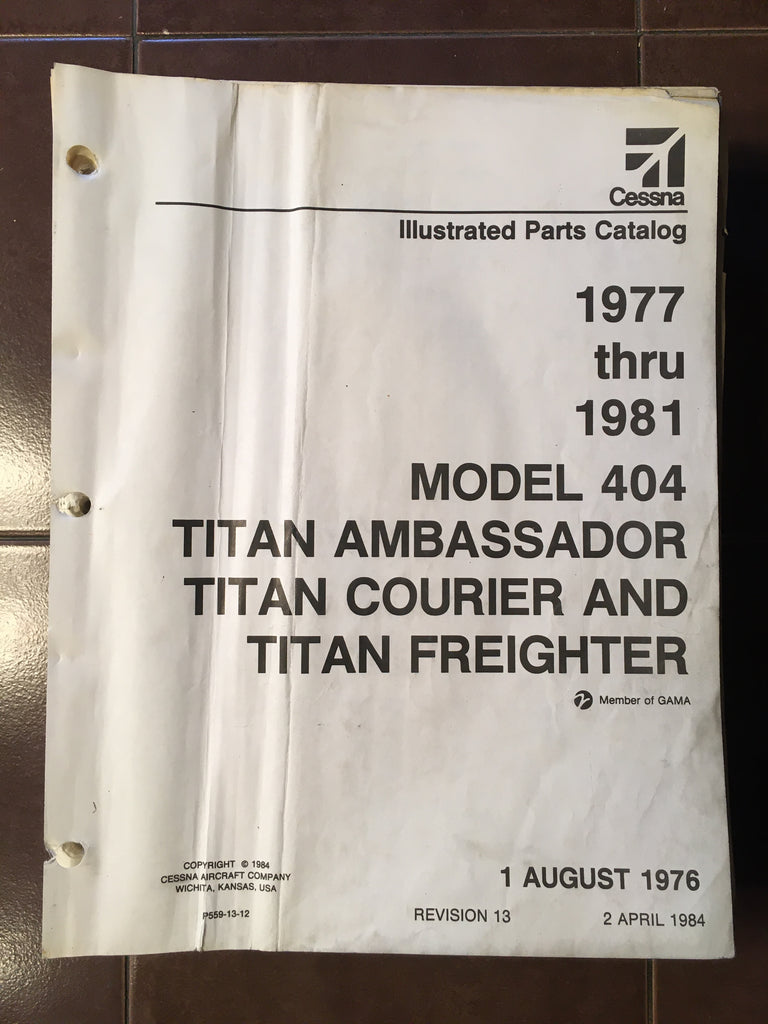 Cessna
Illustrated Parts Catalog
1977
thru
1981
MODEL 404
TITAN AMBASSADOR
TITAN COURIER AND
TITAN FREIGHTER
Member of GAMA
COPYRIGHT © 1984
CESSNA AIRCRAFT COMPANY
WICHITA, KANSAS, USA
P559-13-12
1 AUGUST 1976
REVISION 13
2 APRIL 1984